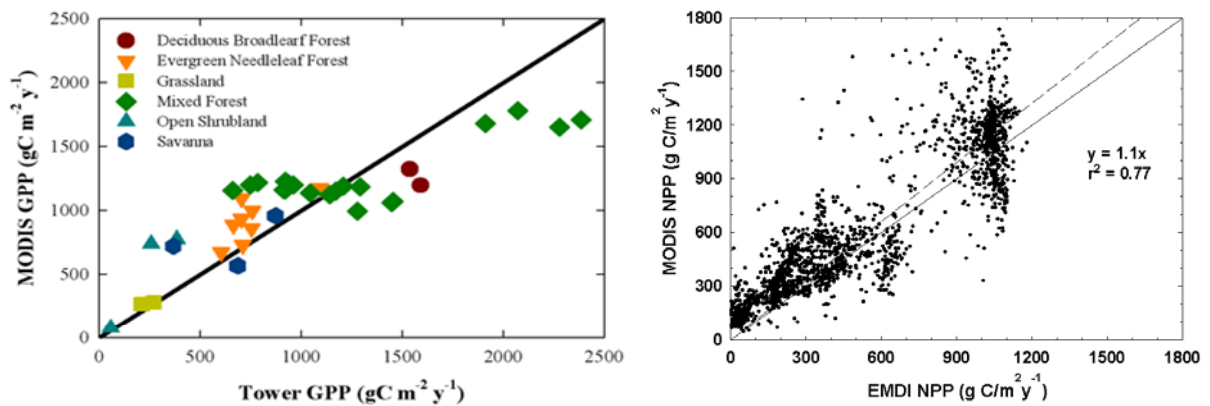 2500
2000
1500
1000
500
0
MODIS GPP (gC m⁻² y⁻¹)
Deciduous Broadlearf Forest
Evergreen Needleleaf Forest
Grassland
Mixed Forest
Open Shrubland
Savanna
0 500 1000 1500 2000 2500
Tower GPP (gC m⁻² y⁻¹)
1800
1500
1200
900
600
300
0
MODIS NPP (g C/m² y⁻¹)
y = 1.1x
r² = 0.77
0 300 600 900 1200 1500 1800
EMDI NPP (g C/m² y⁻¹)